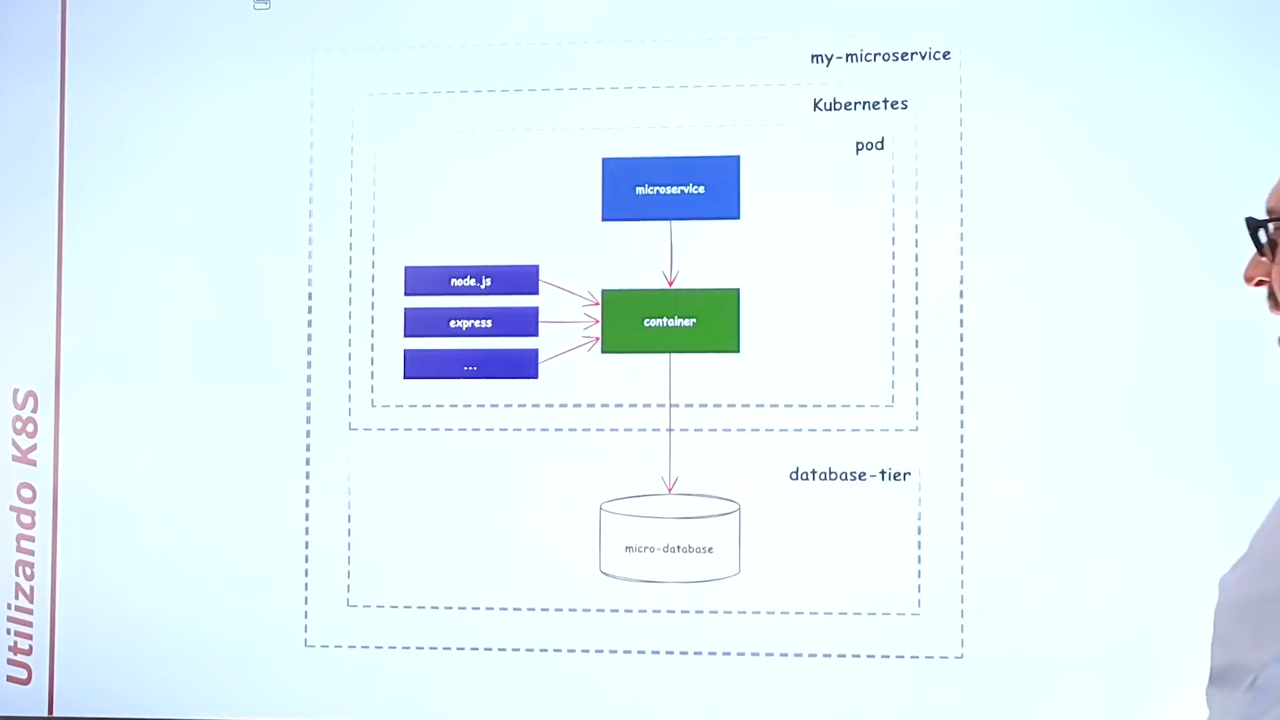 Utilizando K8S
my-microservice
Kubernetes
pod
microservice
node.js
express
...
container
database-tier
micro-database